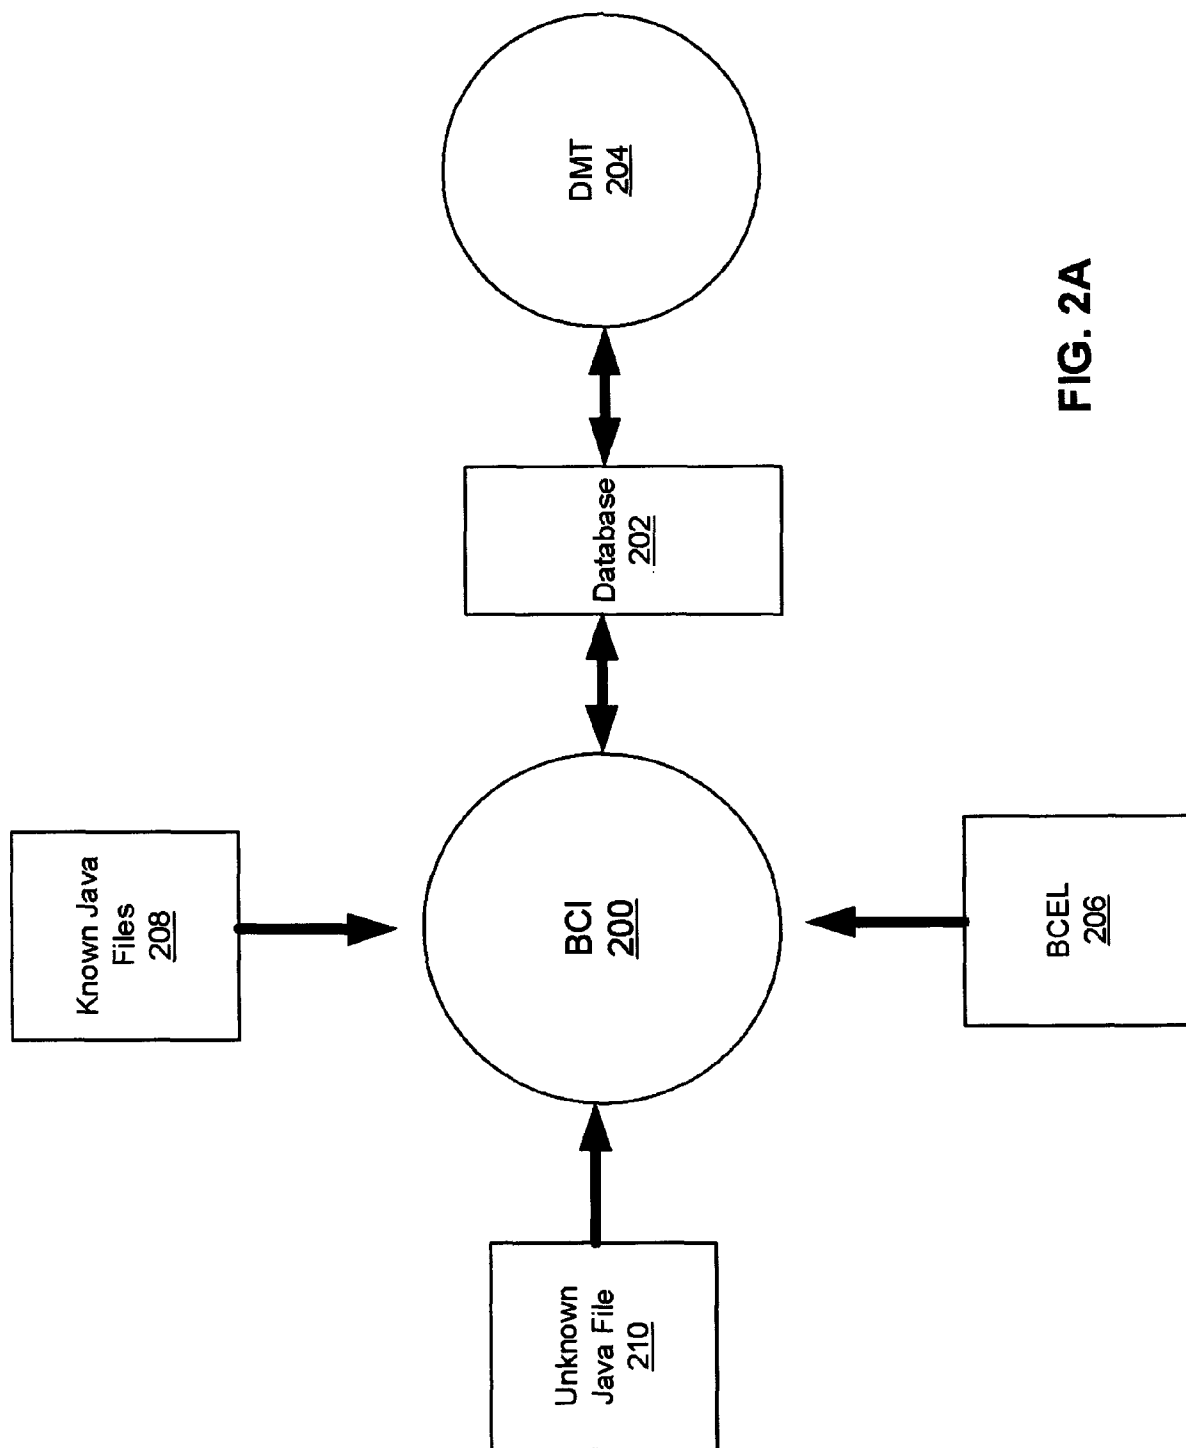 Known Java
Files
208
Unknown
Java File
210
BCI
200
Database
202
DMT
204
BCEL
206
FIG. 2A